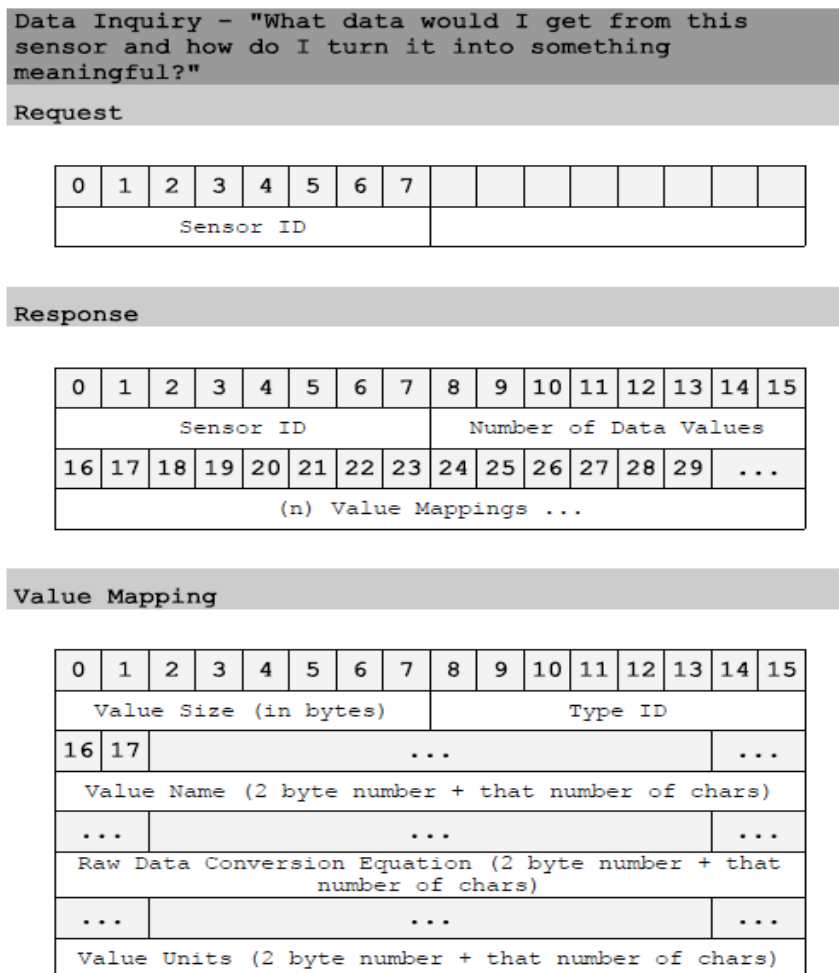 Data Inquiry – "What data would I get from this
sensor and how do I turn it into something
meaningful?"
Request
0 1 2 3 4 5 6 7
Sensor ID
Response
0 1 2 3 4 5 6 7 8 9 10 11 12 13 14 15
Sensor ID Number of Data Values
16 17 18 19 20 21 22 23 24 25 26 27 28 29 ...
(n) Value Mappings ...
Value Mapping
0 1 2 3 4 5 6 7 8 9 10 11 12 13 14 15
Value Size (in bytes) Type ID
16 17 ... ...
Value Name (2 byte number + that number of chars)
... ... ...
Raw Data Conversion Equation (2 byte number + that
number of chars)
... ... ...
Value Units (2 byte number + that number of chars)